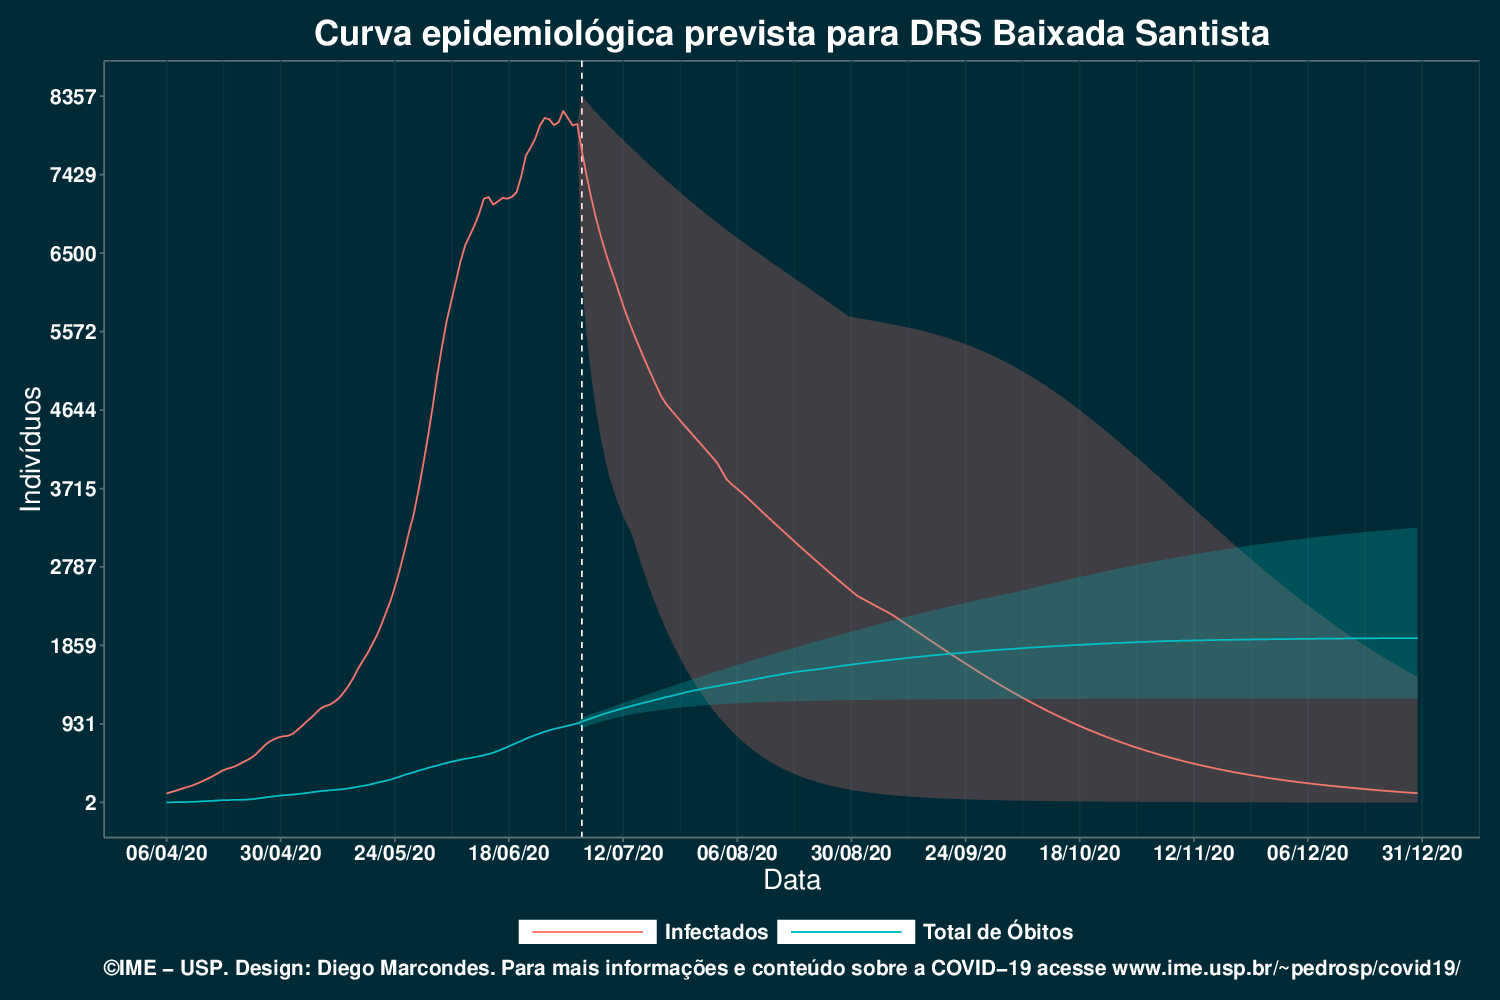 Curva epidemiológica prevista para DRS Baixada Santista
8357
7429
6500
5572
4644
3715
2787
1859
931
2
Indivíduos
06/04/20 30/04/20 24/05/20 18/06/20 12/07/20 06/08/20 30/08/20 24/09/20 18/10/20 12/11/20 06/12/20 31/12/20
Data
Infectados Total de Óbitos
©IME – USP. Design: Diego Marcondes. Para mais informações e conteúdo sobre a COVID–19 acesse www.ime.usp.br/~pedrosp/covid19/